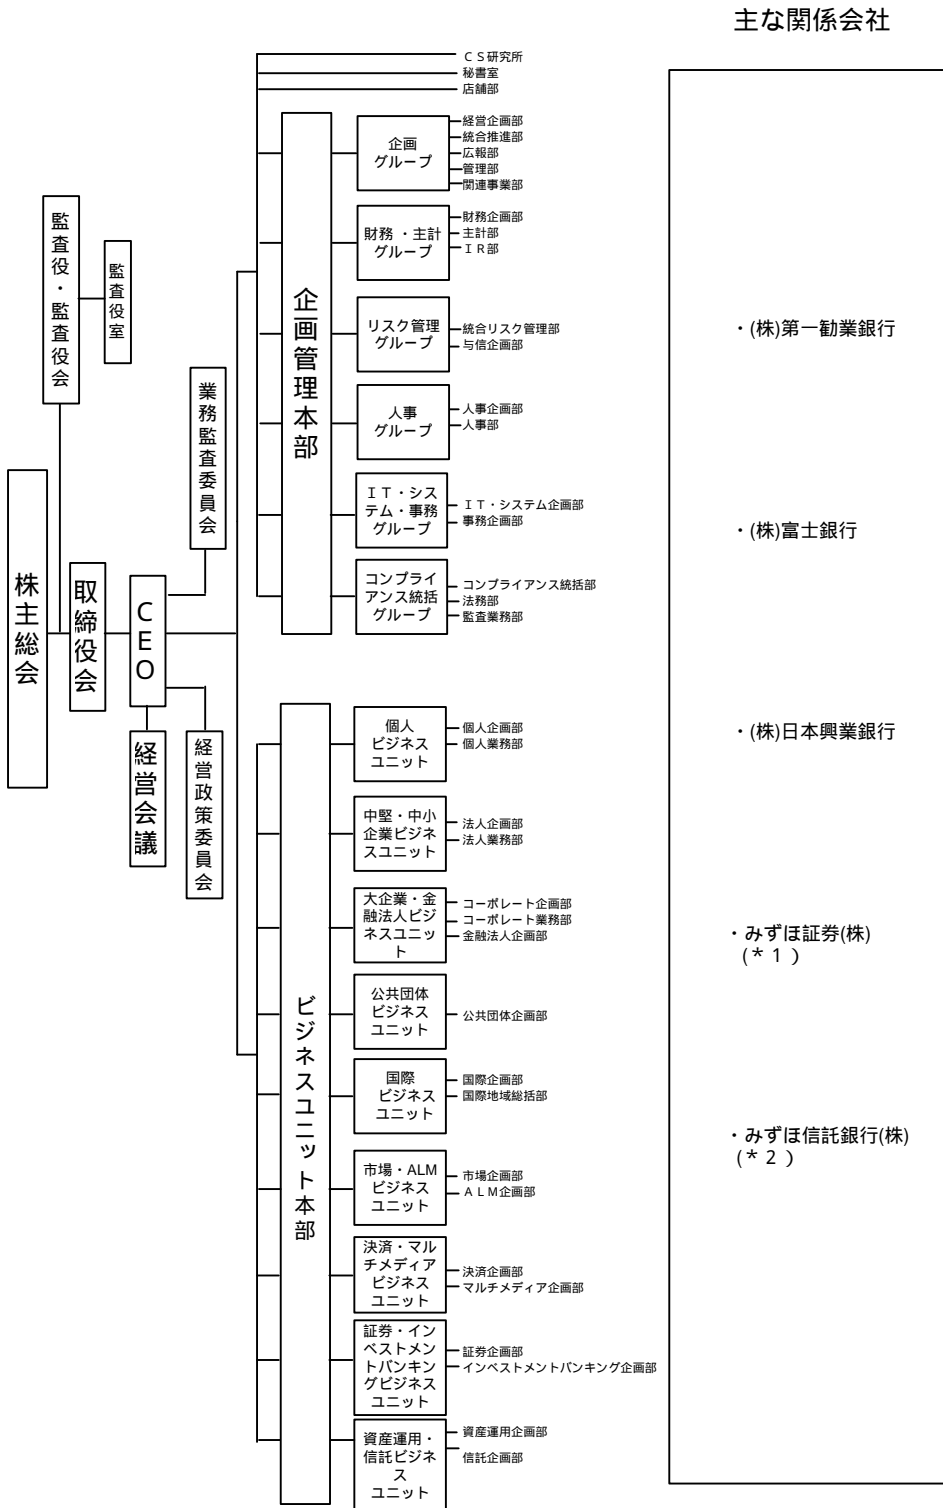 主な関係会社
ＣＳ研究所
秘書室
店舗部
監査役・監査役会
監査役室
業務監査委員会
株主総会
取締役会
CEO
経営会議
経営政策委員会
企画管理本部
企画
グループ
経営企画部
統合推進部
広報部
管理部
関連事業部
財務・主計
グループ
財務企画部
主計部
ＩＲ部
リスク管理
グループ
統合リスク管理部
与信企画部
人事
グループ
人事企画部
人事部
ＩＴ・シス
テム・事務
グループ
ＩＴ・システム企画部
事務企画部
コンプライ
アンス統括
グループ
コンプライアンス統括部
法務部
監査業務部
ビジネスユニット本部
個人
ビジネス
ユニット
個人企画部
個人業務部
中堅・中小
企業ビジネ
スユニット
法人企画部
法人業務部
大企業・金
融法人ビジ
ネスユニッ
ト
コーポレート企画部
コーポレート業務部
金融法人企画部
公共団体
ビジネス
ユニット
公共団体企画部
国際
ビジネス
ユニット
国際企画部
国際地域総括部
市場・ALM
ビジネス
ユニット
市場企画部
ＡＬＭ企画部
決済・マル
チメディア
ビジネス
ユニット
決済企画部
マルチメディア企画部
証券・イン
ベストメン
トバンキン
グビジネス
ユニット
証券企画部
インベストメントバンキング企画部
資産運用・
信託ビジネ
ス
ユニット
資産運用企画部
信託企画部
・(株)第一勧業銀行
・(株)富士銀行
・(株)日本興業銀行
・みずほ証券(株)
(＊１）
・みずほ信託銀行(株)
(＊２）